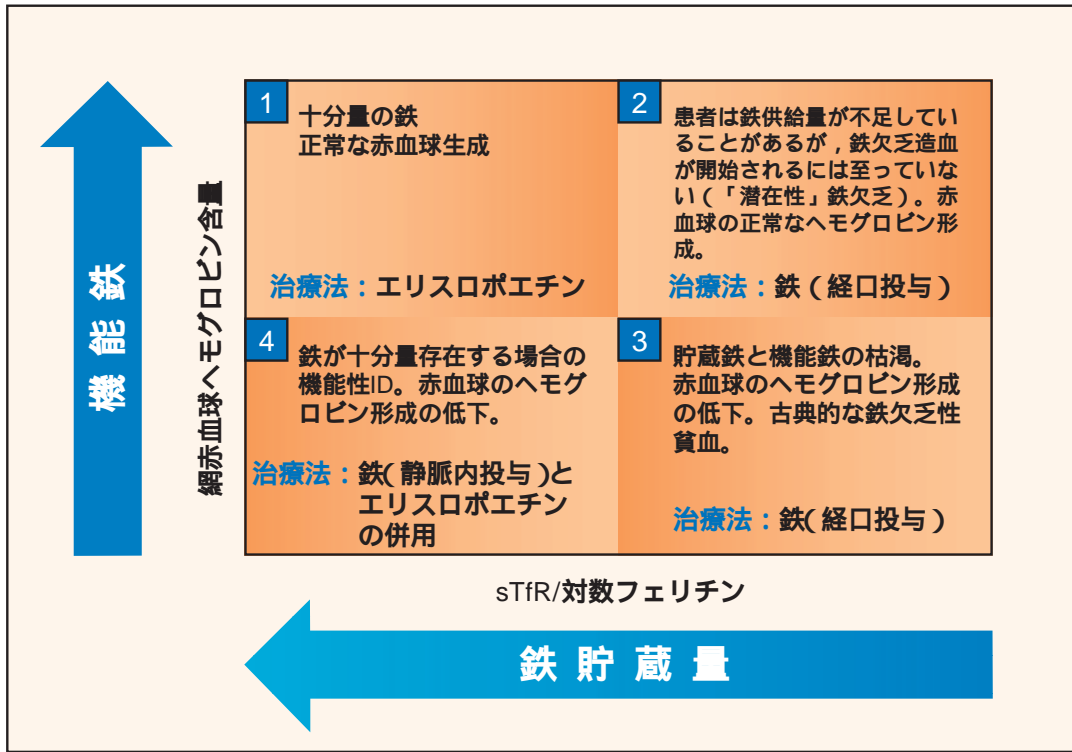 機能鉄
網赤血球ヘモグロビン含量
1
十分量の鉄
正常な赤血球生成
治療法：エリスロポエチン
2
患者は鉄供給量が不足してい
ることがあるが，鉄欠乏造血
が開始されるには至っていな
い（「潜在性」鉄欠乏）。赤
血球の正常なヘモグロビン形
成。
治療法：鉄（経口投与）
4
鉄が十分量存在する場合の
機能性ID。赤血球のヘモグ
ロビン形成の低下。
治療法：鉄（静脈内投与）と
エリスロポエチン
の併用
3
貯蔵鉄と機能鉄の枯渇。
赤血球のヘモグロビン形成
の低下。古典的な鉄欠乏性
貧血。
治療法：鉄（経口投与）
sTfR/対数フェリチン
鉄貯蔵量